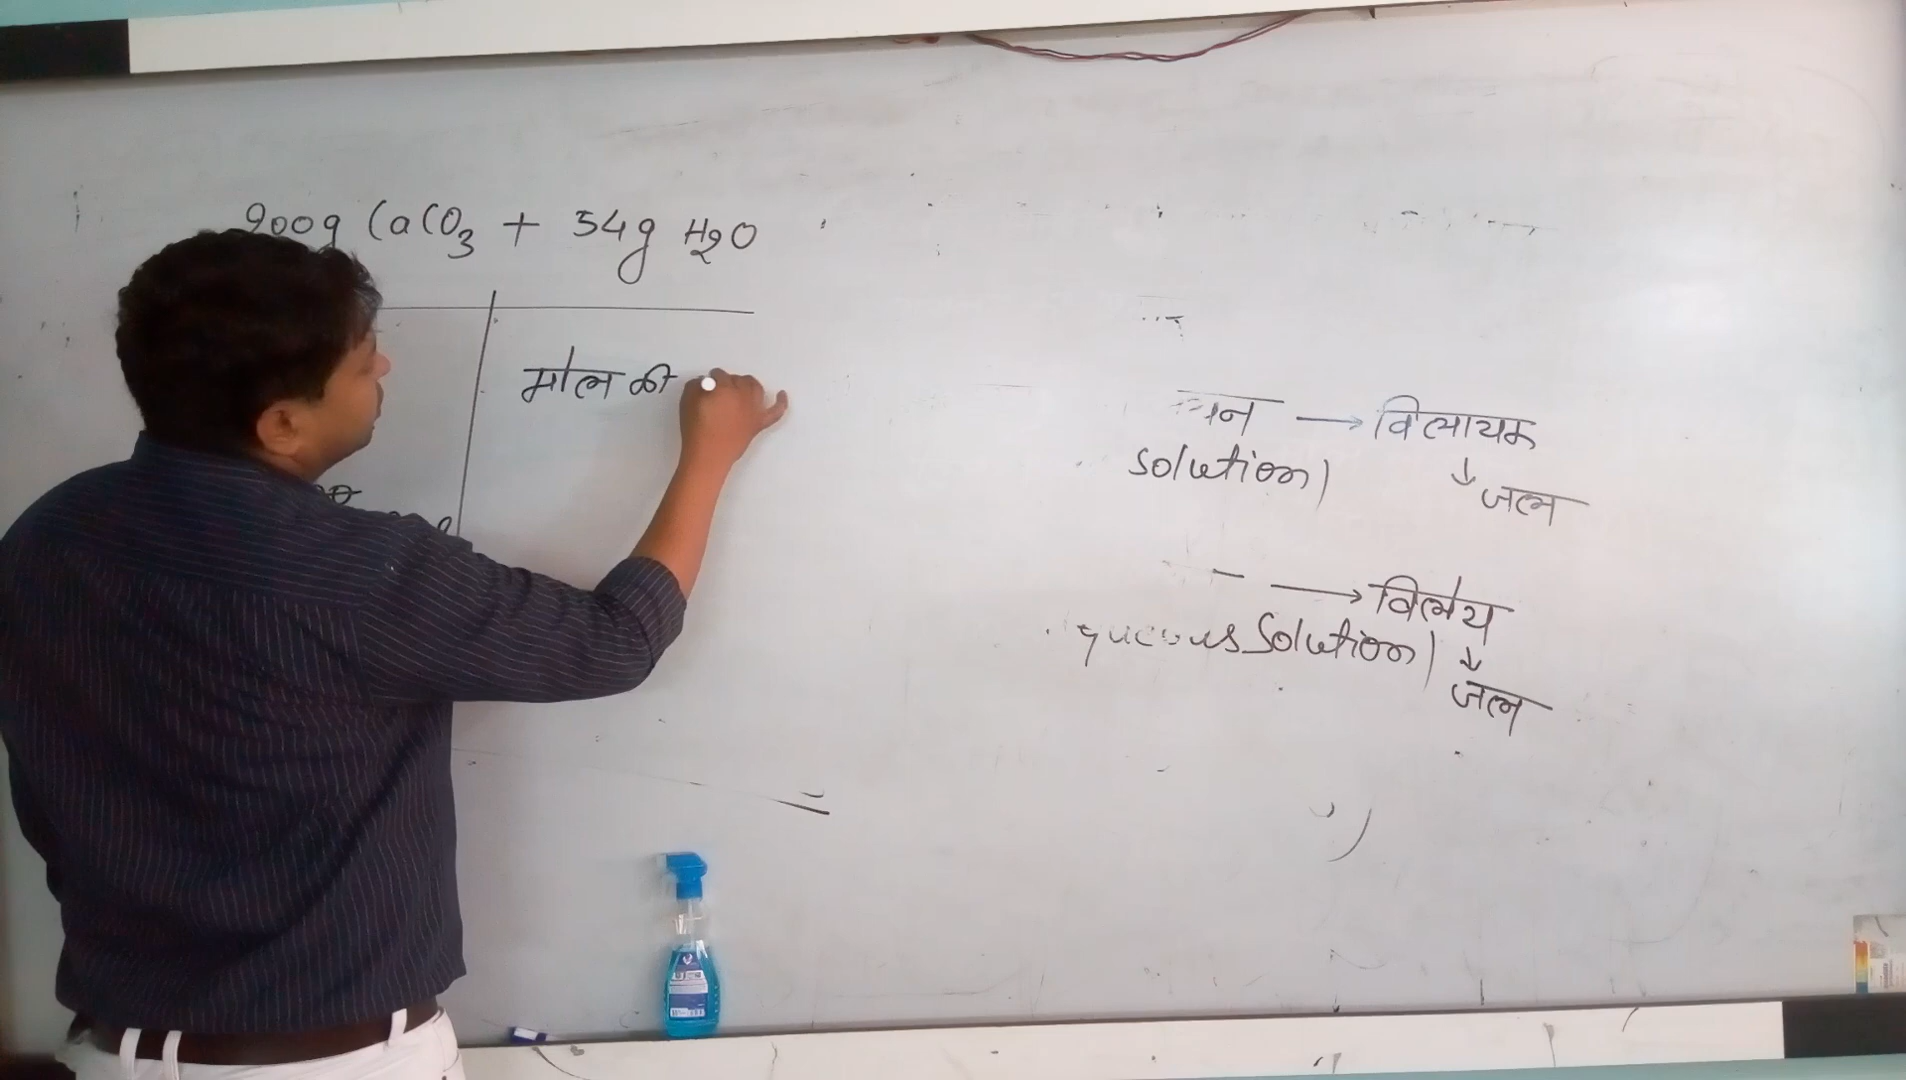 200g CaCO3 + 54g H2O
मोल की
→ विलायक
solution)
↓
जल
→ विलेय
queous Solution)
↓
जल